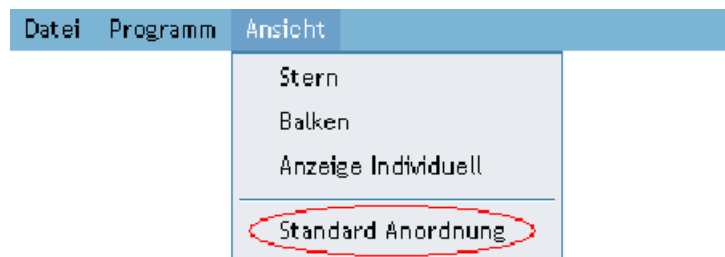 Datei Programm Ansicht
Stern
Balken
Anzeige Individuell
Standard Anordnung